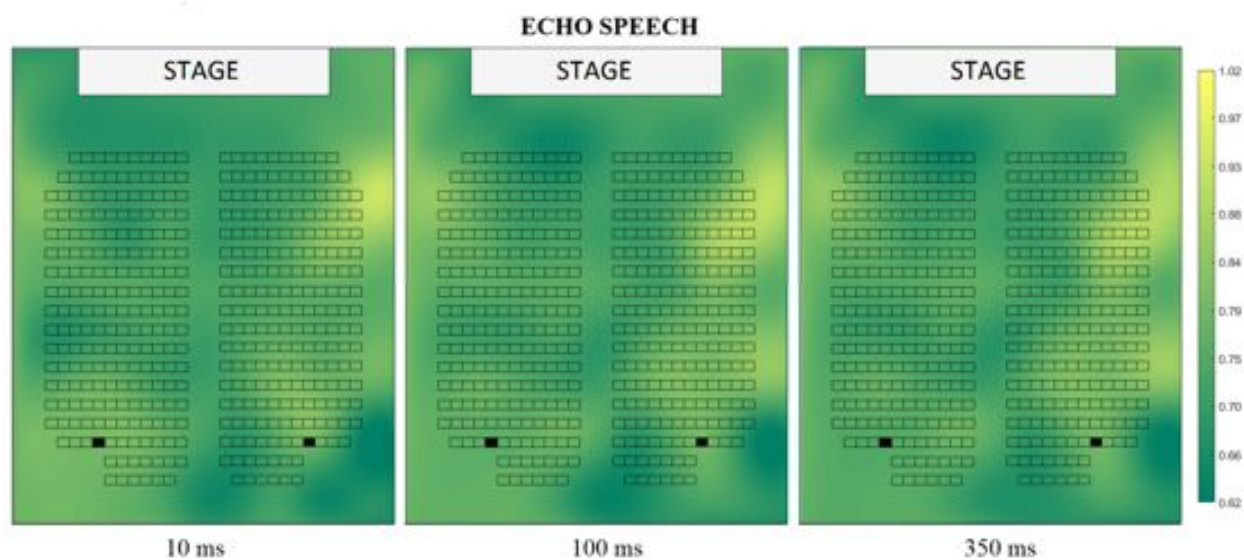 ECHO SPEECH
STAGE
STAGE
STAGE
1.02
0.97
0.93
0.88
0.84
0.79
0.75
0.70
0.66
0.62
10 ms
100 ms
350 ms